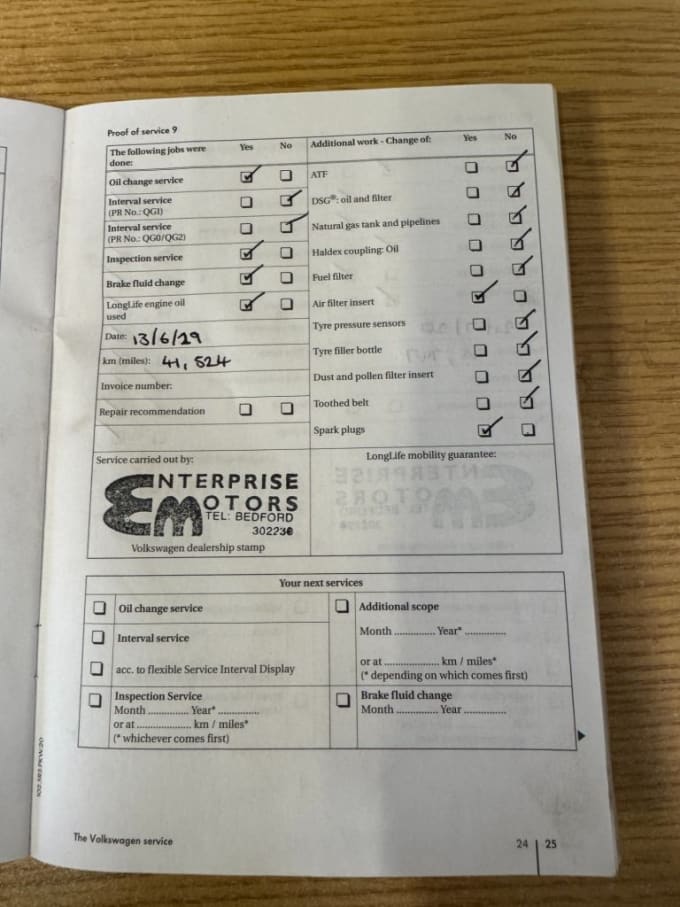 Proof of service 9
The following jobs were done: Yes No
Oil change service
Interval service
(PR No.: QG1)
Interval service
(PR No.: QG0/QG2)
Inspection service
Brake fluid change
LongLife engine oil
used
Date: 13/6/29
km (miles): 41, 524
Invoice number:
Repair recommendation
Additional work - Change of: Yes No
ATF
DSG®: oil and filter
Natural gas tank and pipelines
Haldex coupling: Oil
Fuel filter
Air filter insert
Tyre pressure sensors
Tyre filler bottle
Dust and pollen filter insert
Toothed belt
Spark plugs
Service carried out by:
ENTERPRISE
MOTORS
TEL: BEDFORD
302230
Volkswagen dealership stamp
LongLife mobility guarantee:
Your next services
Oil change service
Interval service
acc. to flexible Service Interval Display
Inspection Service
Month .............. Year* ..............
or at .................... km / miles*
(* whichever comes first)
Additional scope
Month .............. Year* ..............
or at .................... km / miles*
(* depending on which comes first)
Brake fluid change
Month .............. Year ..............
The Volkswagen service
24 | 25